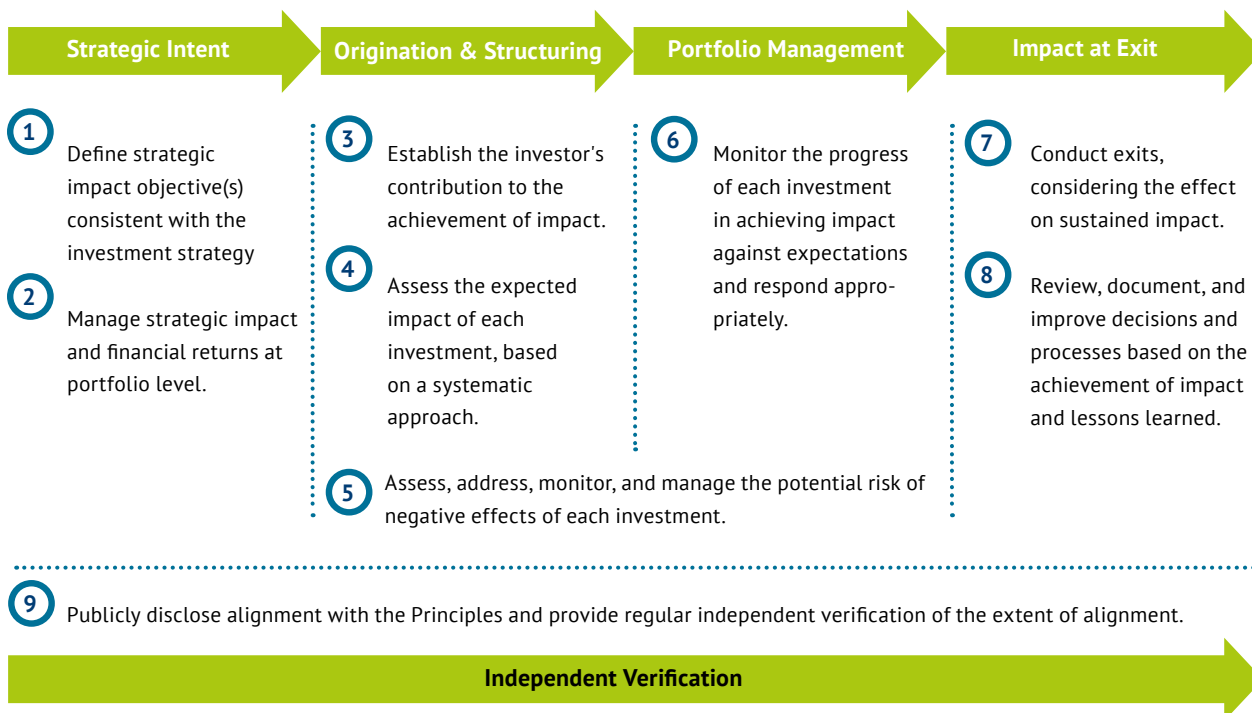 Strategic Intent
Origination & Structuring
Portfolio Management
Impact at Exit
1
Define strategic
impact objective(s)
consistent with the
investment strategy
2
Manage strategic impact
and financial returns at
portfolio level.
3
Establish the investor's
contribution to the
achievement of impact.
4
Assess the expected
impact of each
investment, based
on a systematic
approach.
6
Monitor the progress
of each investment
in achieving impact
against expectations
and respond appro-
priately.
7
Conduct exits,
considering the effect
on sustained impact.
8
Review, document, and
improve decisions and
processes based on the
achievement of impact
and lessons learned.
5
Assess, address, monitor, and manage the potential risk of
negative effects of each investment.
9
Publicly disclose alignment with the Principles and provide regular independent verification of the extent of alignment.
Independent Verification